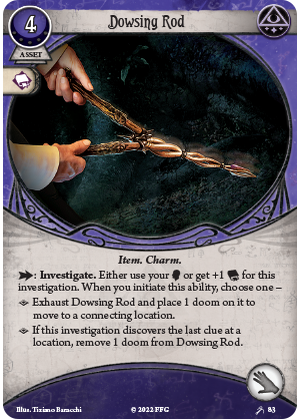 4
Dowsing Rod
ASSET
Item. Charm.
: Investigate. Either use your or get +1 for this
investigation. When you initiate this ability, choose one –
Exhaust Dowsing Rod and place 1 doom on it to
move to a connecting location.
If this investigation discovers the last clue at a
location, remove 1 doom from Dowsing Rod.
Illus. Tiziano Baracchi
© 2022 FFG
83